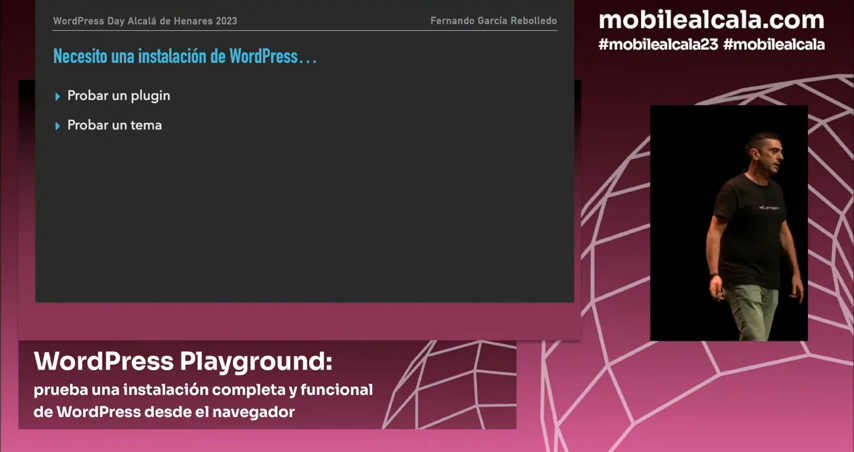 WordPress Day Alcalá de Henares 2023
Fernando García Rebolledo
mobilealcala.com
#mobilealcala23 #mobilealcala
Necesito una instalación de WordPress...
Probar un plugin
Probar un tema
WordPress Playground:
prueba una instalación completa y funcional
de WordPress desde el navegador